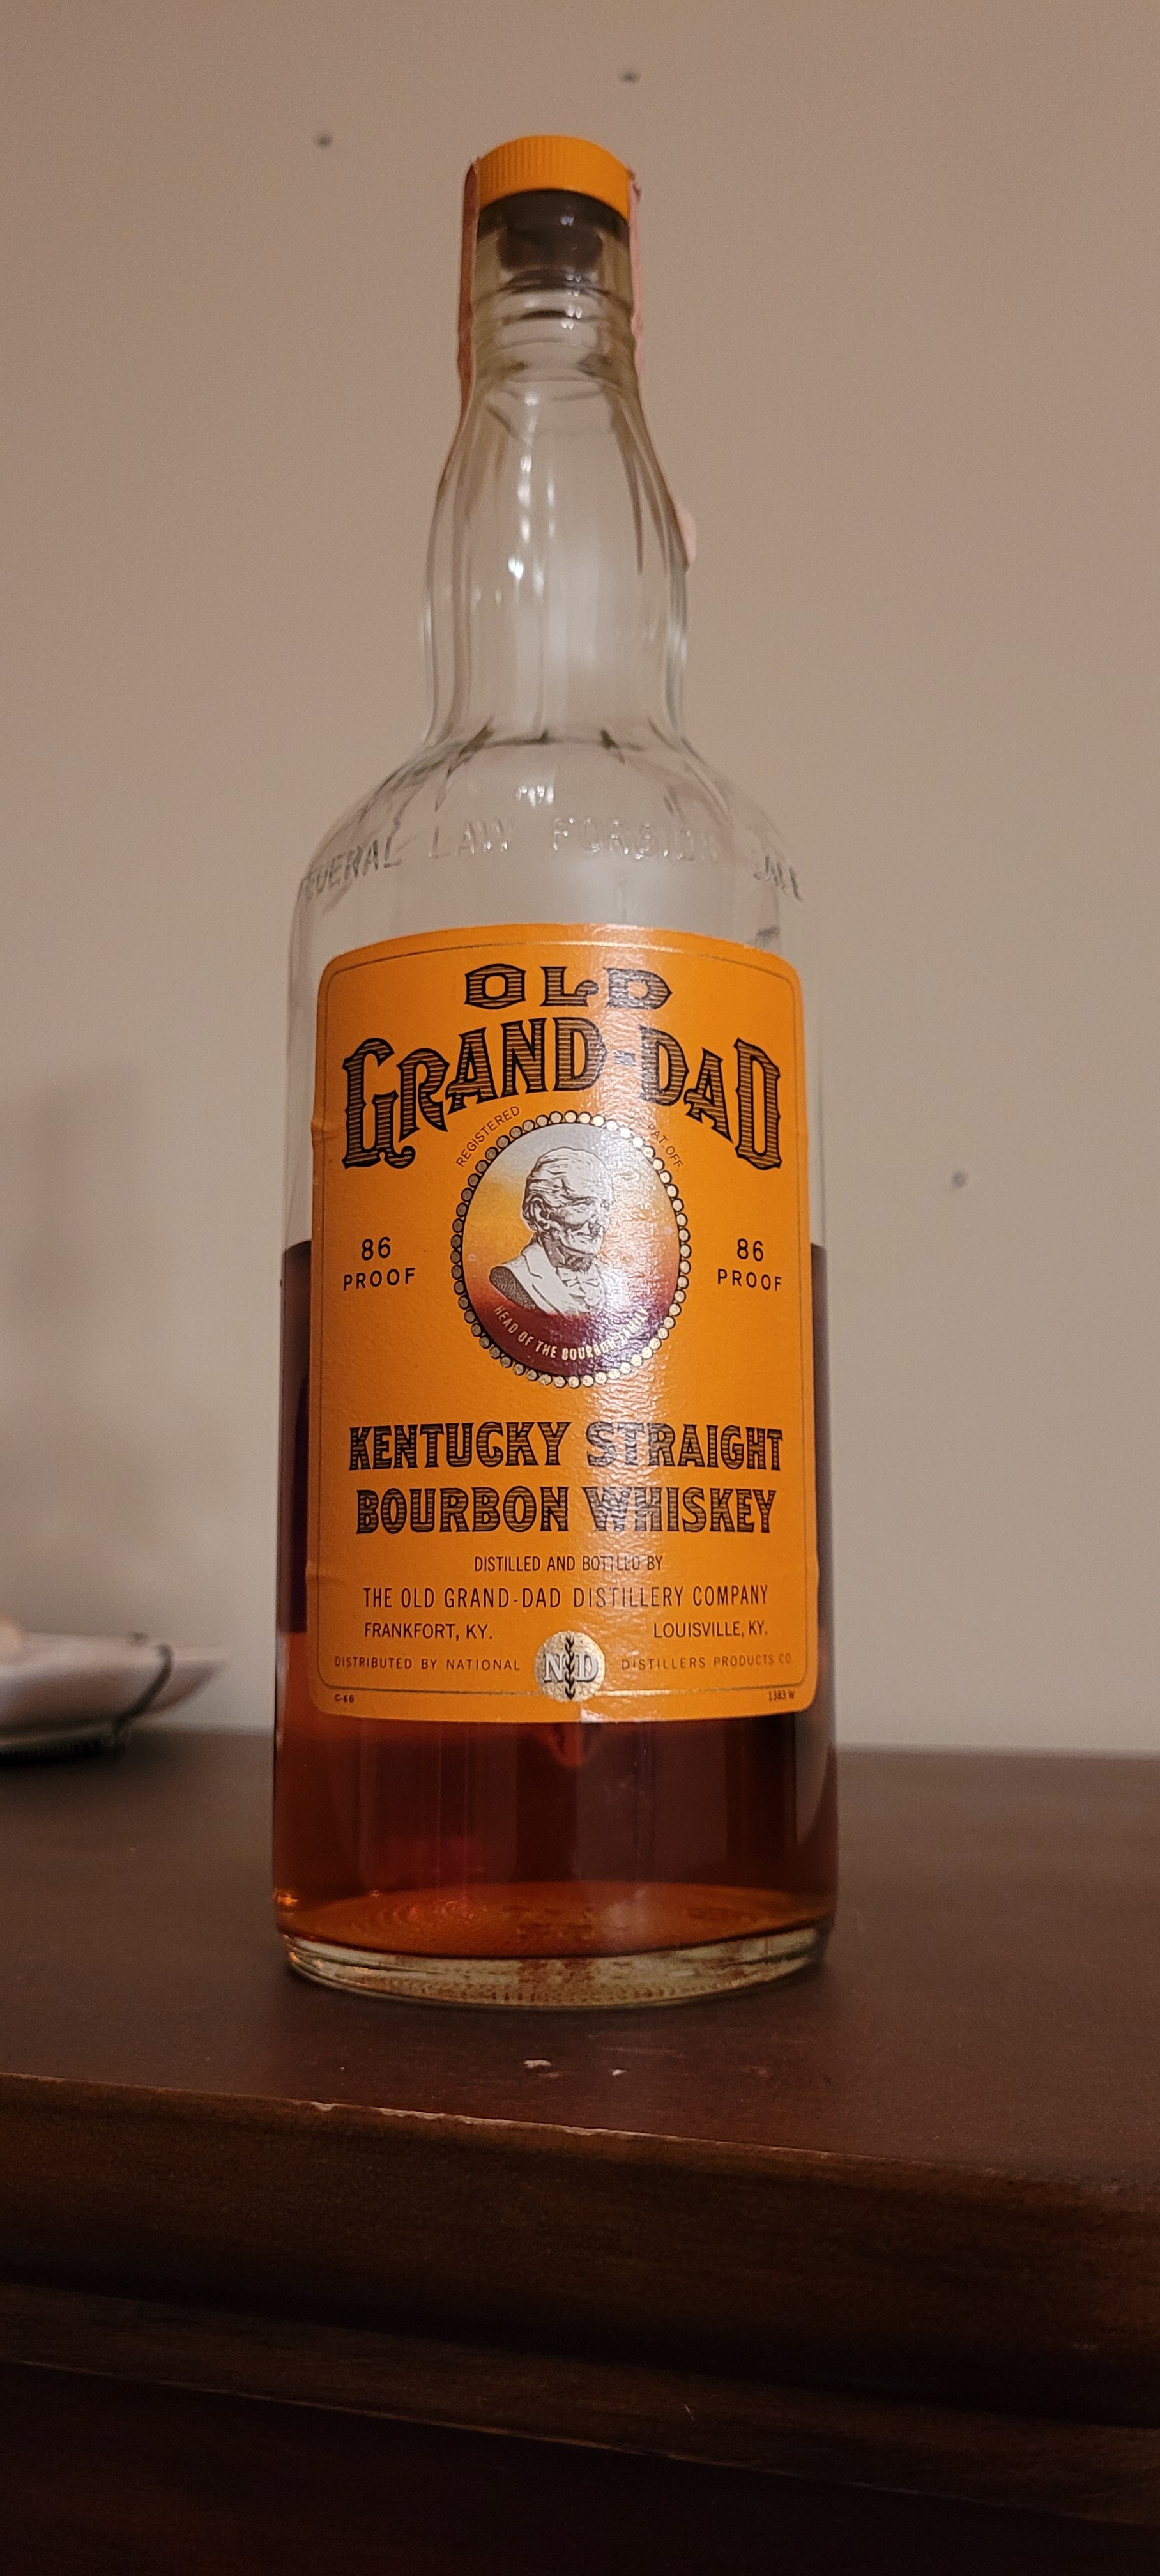 FEDERAL LAW FORBIDS
OLD
GRAND-DAD
REGISTERED PAT. OFF.
86 PROOF
86 PROOF
HEAD OF THE BOURBON FAMILY
KENTUCKY STRAIGHT
BOURBON WHISKEY
DISTILLED AND BOTTLED BY
THE OLD GRAND-DAD DISTILLERY COMPANY
FRANKFORT, KY. LOUISVILLE, KY.
DISTRIBUTED BY NATIONAL ND DISTILLERS PRODUCTS CO
C-68 1383 W